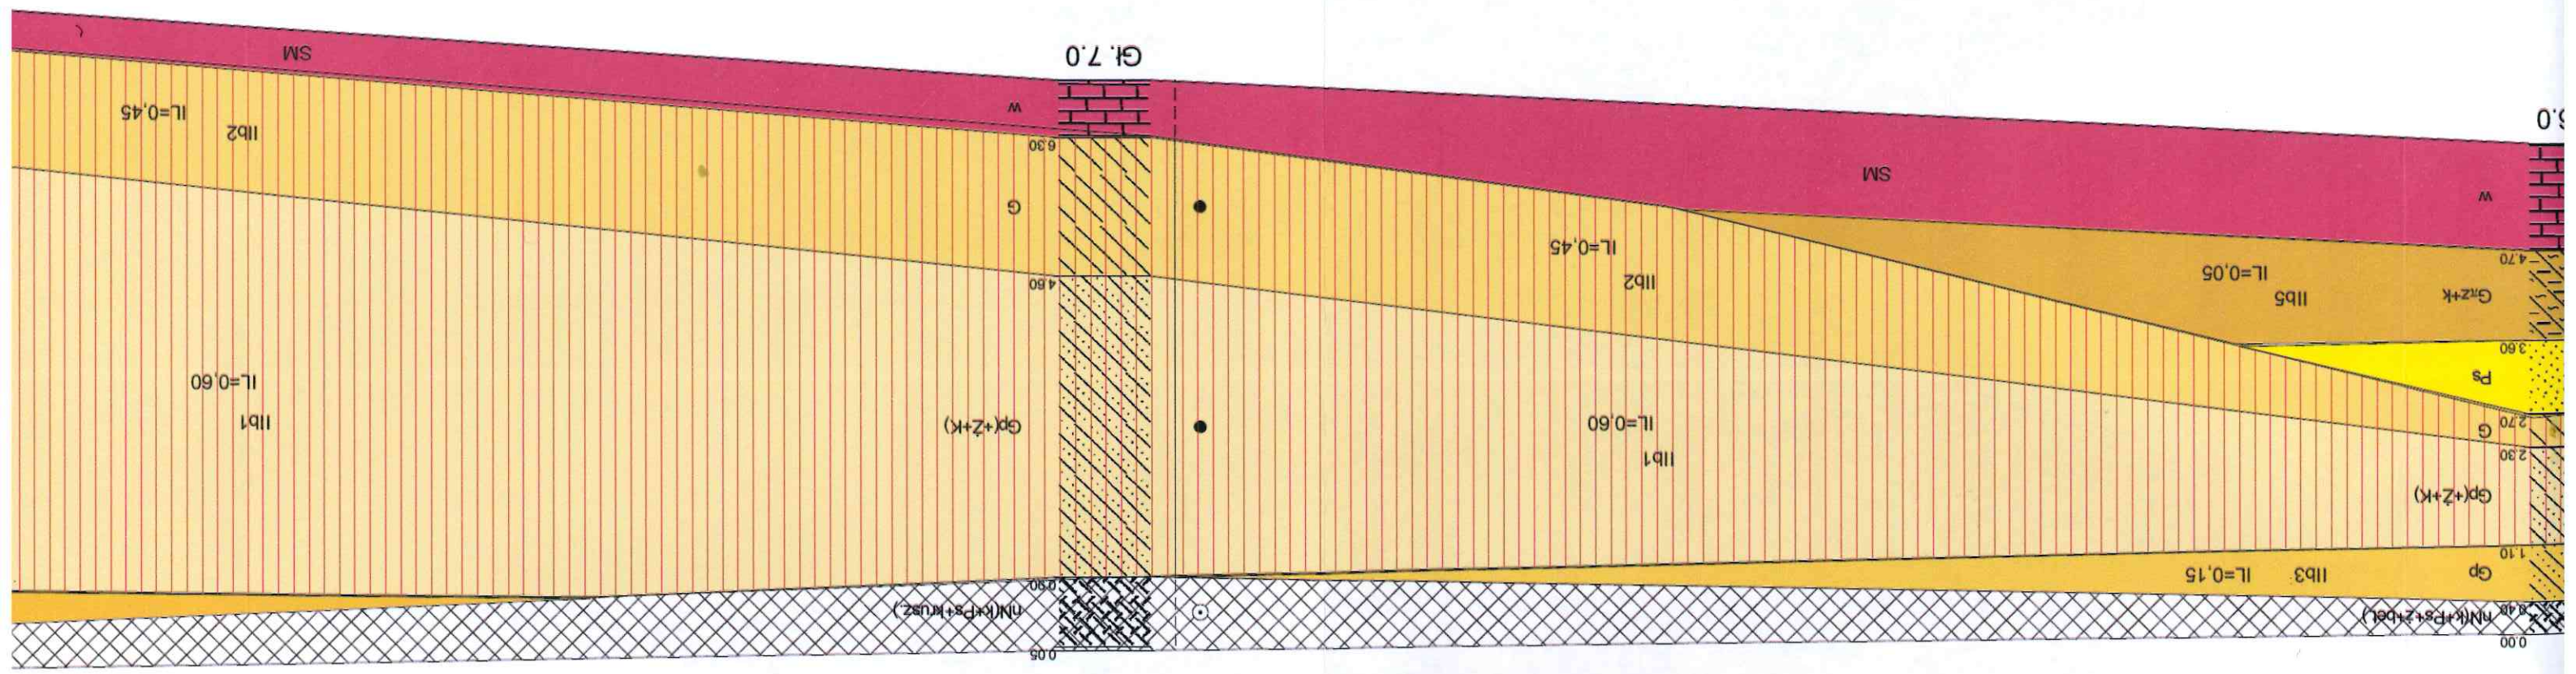 0.00
nN(k+Ps+ż+bet.)
0.40
Gp
IIb3 IL=0,15
1.10
Gp(+Ż+K)
2.30
G
2.70
Ps
3.60
Gπz+k
IIb5
IL=0,05
4.70
w
SM
IIb1
IL=0,60
IIb2
IL=0,45
0.05
nN(k+Ps+krusz.)
0.90
Gp(+Ż+K)
4.60
G
6.30
w
Gł. 7.0
IIb1
IL=0,60
IIb2
IL=0,45
SM